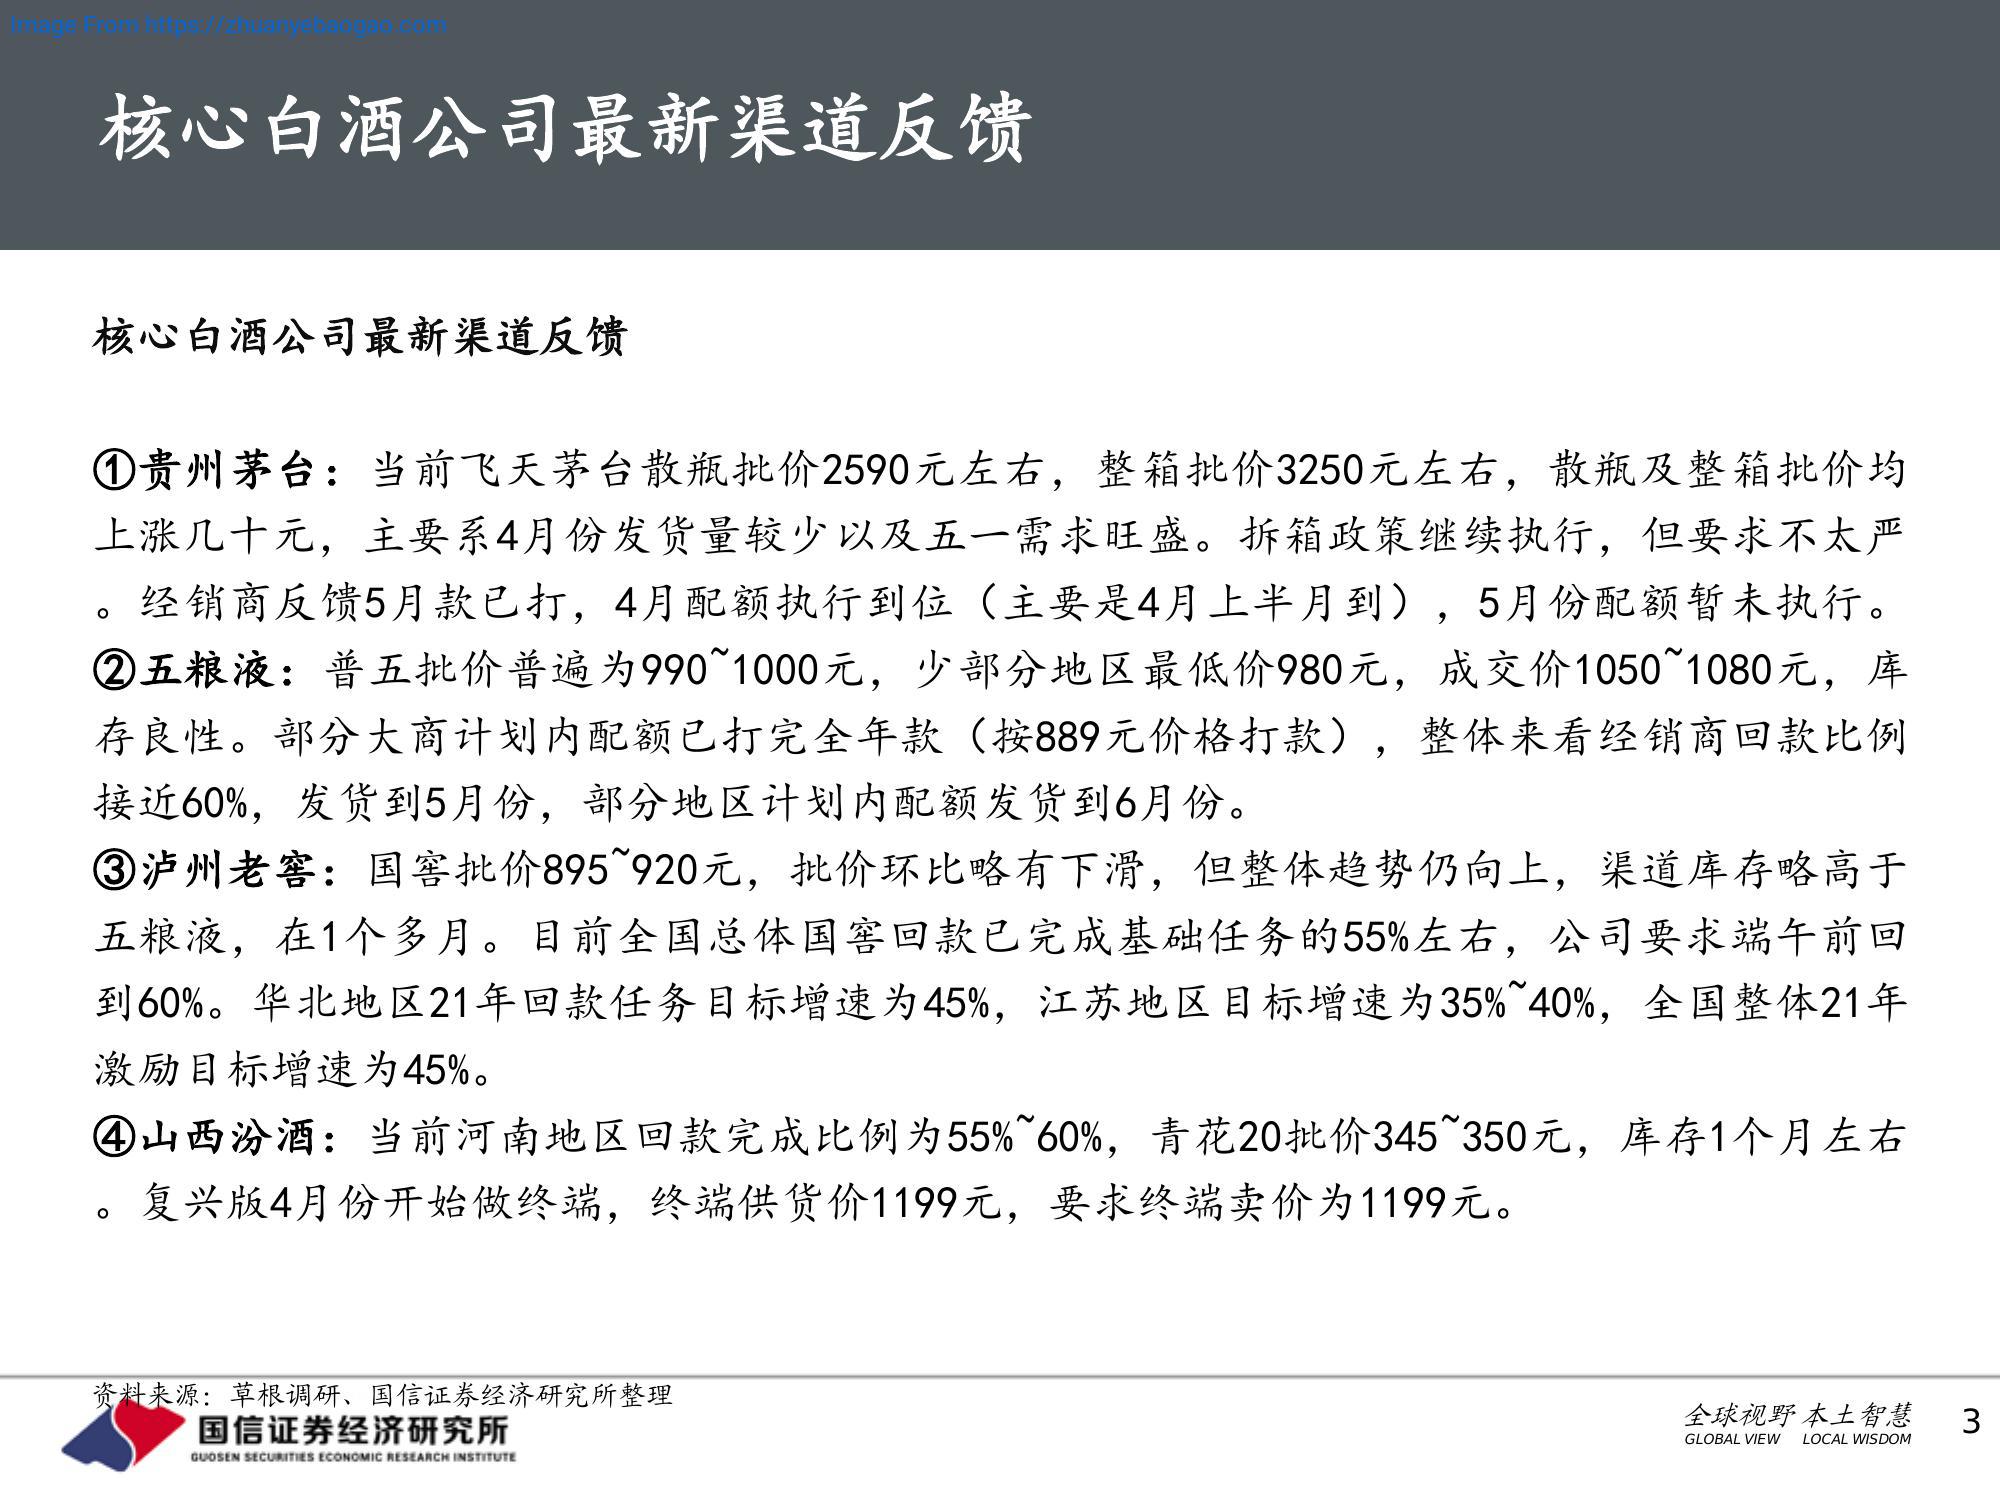 Image From https://zhuanyebaogao.com
核心白酒公司最新渠道反馈
核心白酒公司最新渠道反馈
①贵州茅台：当前飞天茅台散瓶批价2590元左右，整箱批价3250元左右，散瓶及整箱批价均
上涨几十元，主要系4月份发货量较少以及五一需求旺盛。拆箱政策继续执行，但要求不太严
。经销商反馈5月款已打，4月配额执行到位（主要是4月上半月到），5月份配额暂未执行。
②五粮液：普五批价普遍为990~1000元，少部分地区最低价980元，成交价1050~1080元，库
存良性。部分大商计划内配额已打完全年款（按889元价格打款），整体来看经销商回款比例
接近60%，发货到5月份，部分地区计划内配额发货到6月份。
③泸州老窖：国窖批价895~920元，批价环比略有下滑，但整体趋势仍向上，渠道库存略高于
五粮液，在1个多月。目前全国总体国窖回款已完成基础任务的55%左右，公司要求端午前回
到60%。华北地区21年回款任务目标增速为45%，江苏地区目标增速为35%~40%，全国整体21年
激励目标增速为45%。
④山西汾酒：当前河南地区回款完成比例为55%~60%，青花20批价345~350元，库存1个月左右
。复兴版4月份开始做终端，终端供货价1199元，要求终端卖价为1199元。
资料来源：草根调研、国信证券经济研究所整理
国信证券经济研究所
GUOSEN SECURITIES ECONOMIC RESEARCH INSTITUTE
全球视野 本土智慧
GLOBAL VIEW LOCAL WISDOM
3